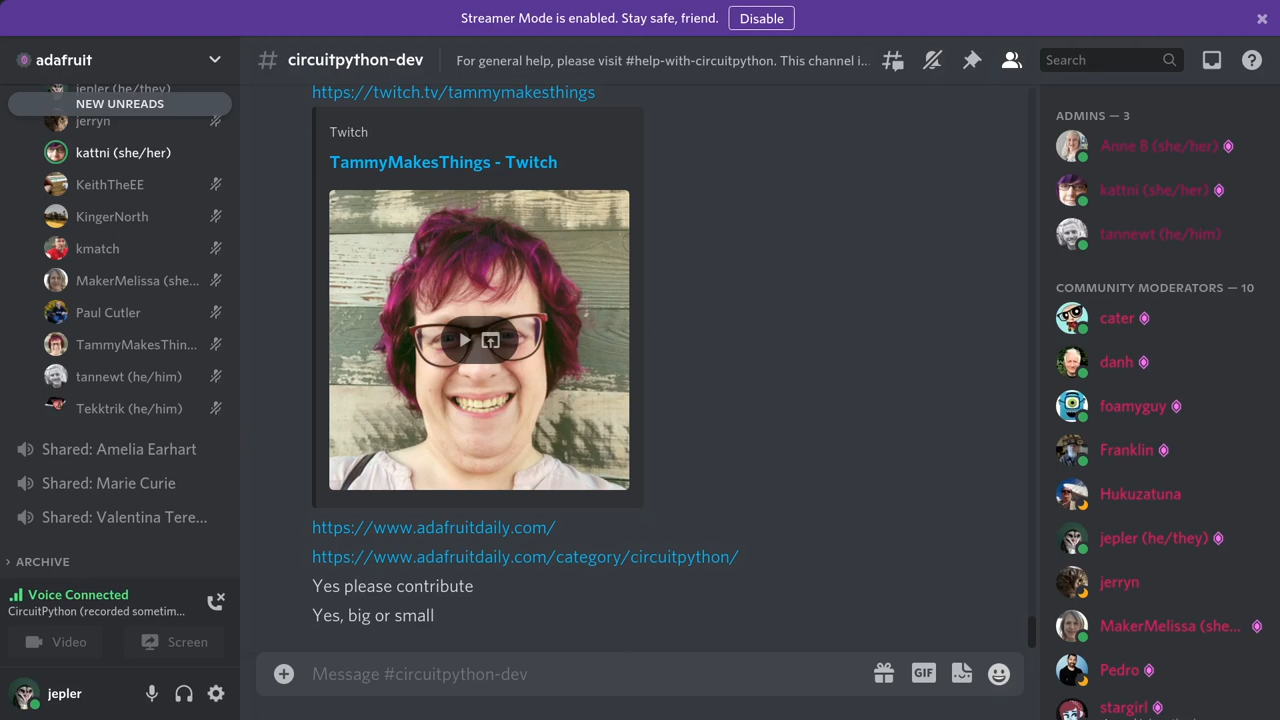 Streamer Mode is enabled. Stay safe, friend.
Disable
adafruit
jepler (he/they)
NEW UNREADS
jerryn
kattni (she/her)
KeithTheEE
KingerNorth
kmatch
MakerMelissa (she...
Paul Cutler
TammyMakesThin...
tannewt (he/him)
Tekktrik (he/him)
Shared: Amelia Earhart
Shared: Marie Curie
Shared: Valentina Tere...
ARCHIVE
Voice Connected
CircuitPython (recorded sometim...
Video
Screen
jepler
circuitpython-dev
For general help, please visit #help-with-circuitpython. This channel i...
Search
https://twitch.tv/tammymakesthings
Twitch
TammyMakesThings - Twitch
https://www.adafruitdaily.com/
https://www.adafruitdaily.com/category/circuitpython/
Yes please contribute
Yes, big or small
Message #circuitpython-dev
GIF
ADMINS — 3
Anne B (she/her)
kattni (she/her)
tannewt (he/him)
COMMUNITY MODERATORS — 10
cater
danh
foamyguy
Franklin
Hukuzatuna
jepler (he/they)
jerryn
MakerMelissa (she...
Pedro
stargirl